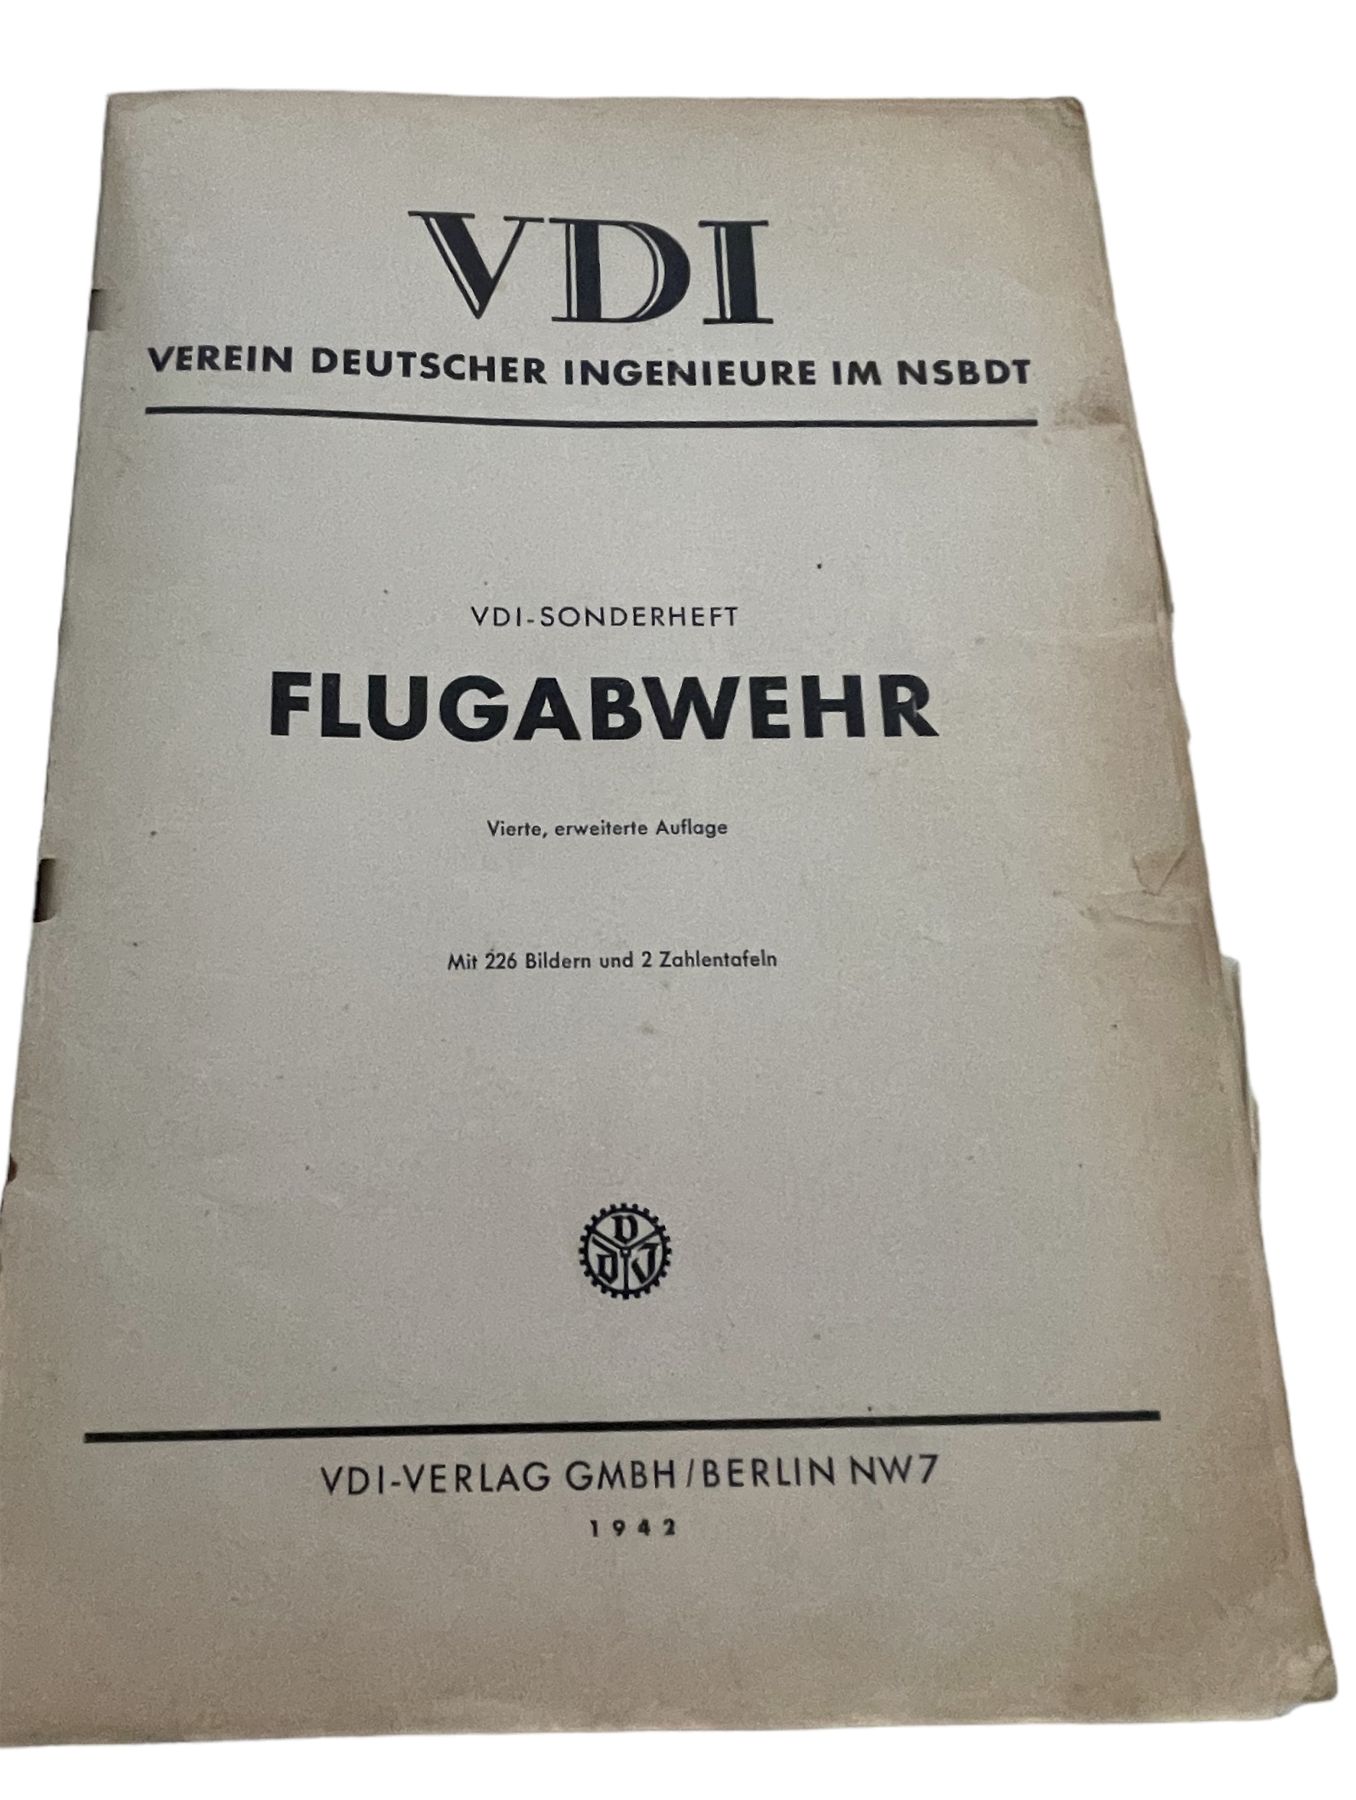 VDI
VEREIN DEUTSCHER INGENIEURE IM NSBDT
VDI-SONDERHEFT
FLUGABWEHR
Vierte, erweiterte Auflage
Mit 226 Bildern und 2 Zahlentafeln
V
D I
VDI-VERLAG GMBH/BERLIN NW7
1942